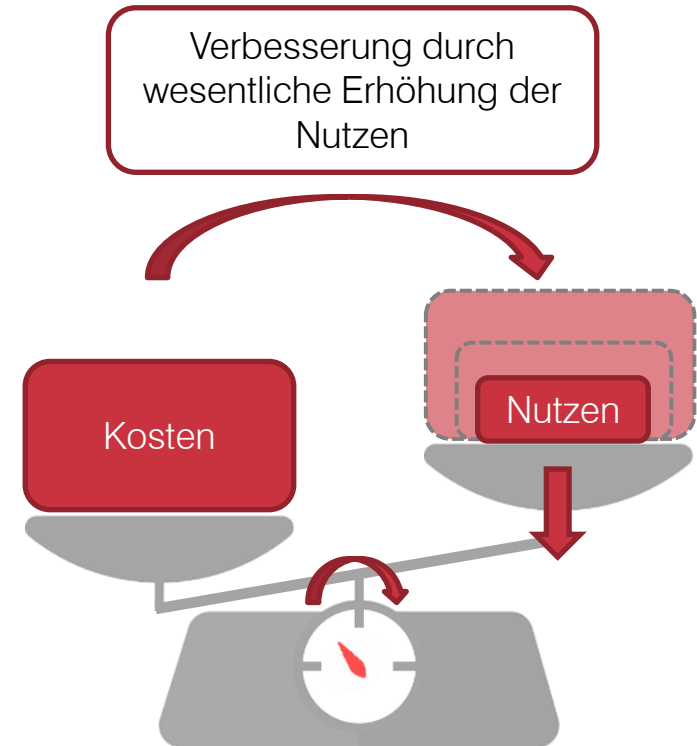 Verbesserung durch
wesentliche Erhöhung der
Nutzen
Kosten
Nutzen